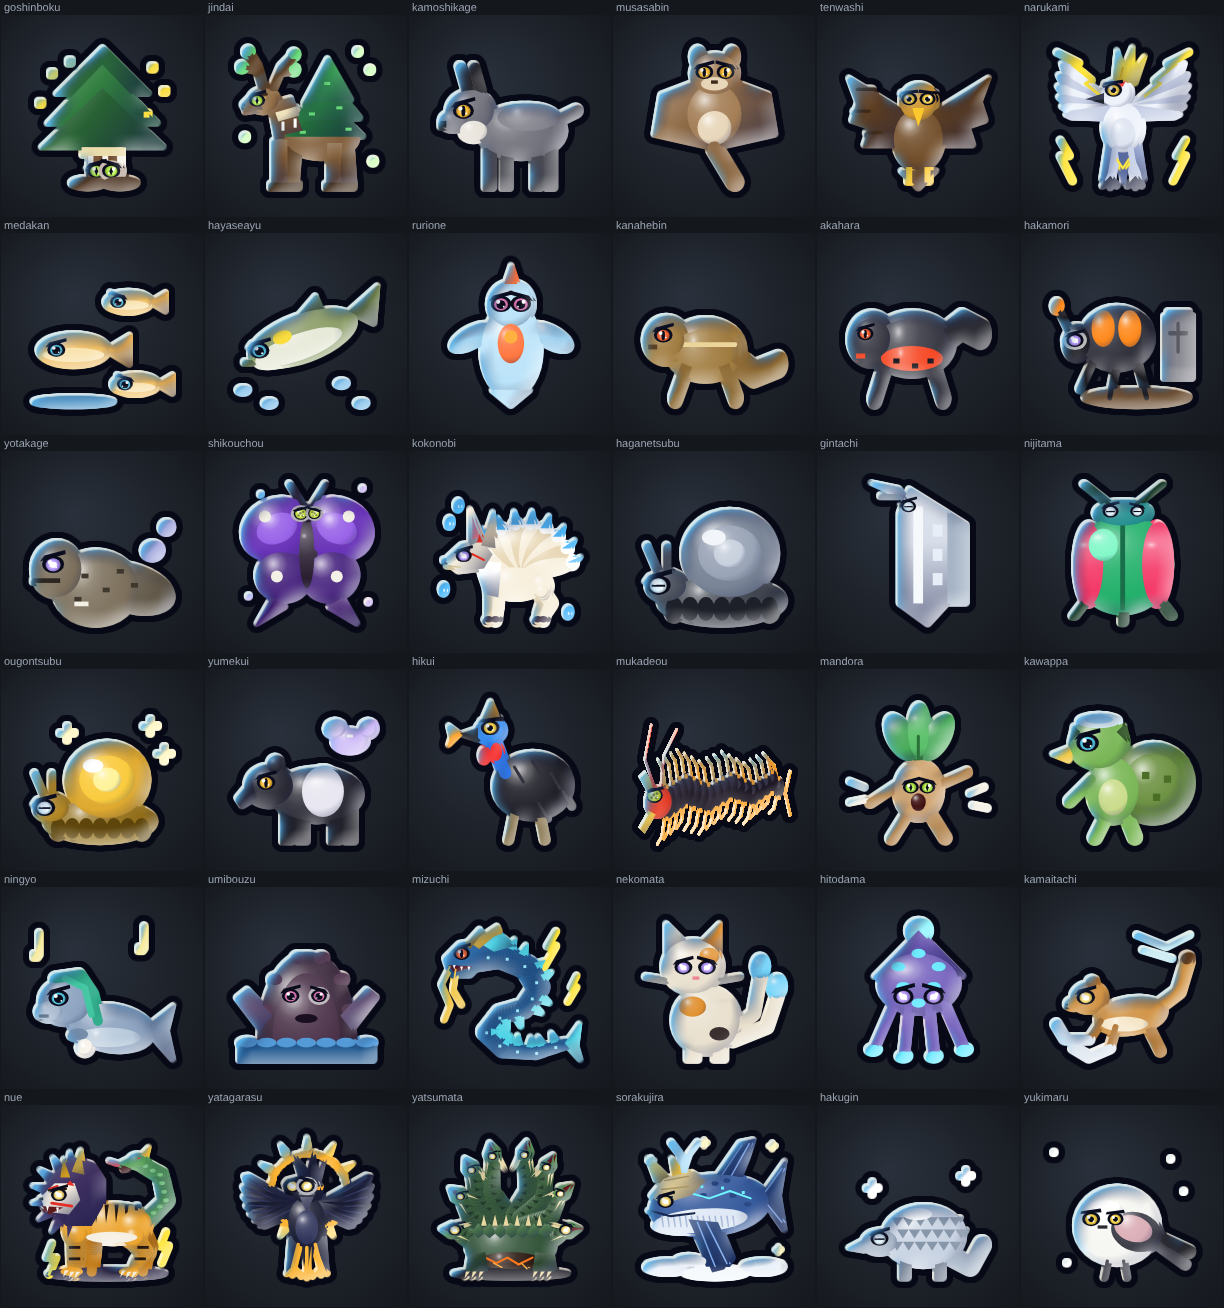 goshinboku
jindai
kamoshikage
musasabin
tenwashi
narukami
medakan
hayaseayu
rurione
kanahebin
akahara
hakamori
yotakage
shikouchou
kokonobi
haganetsubu
gintachi
nijitama
ougontsubu
yumekui
hikui
mukadeou
mandora
kawappa
ningyo
umibouzu
mizuchi
nekomata
hitodama
kamaitachi
nue
yatagarasu
yatsumata
sorakujira
hakugin
yukimaru